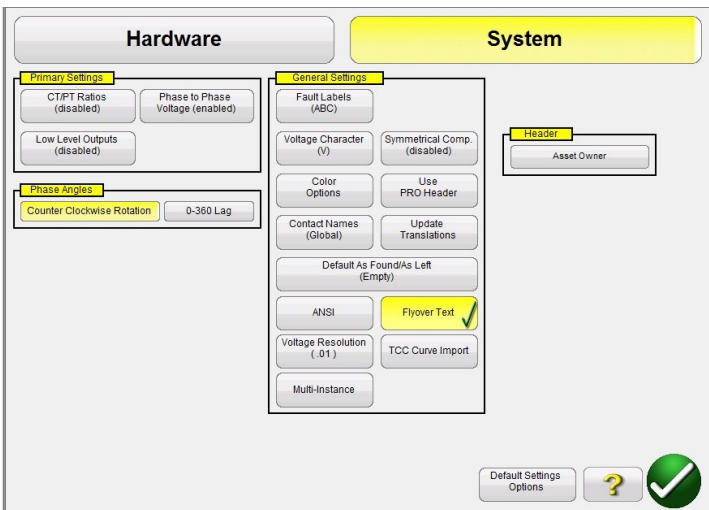 Hardware
System
Primary Settings
CT/PT Ratios
(disabled)
Phase to Phase
Voltage (enabled)
Low Level Outputs
(disabled)
Phase Angles
Counter Clockwise Rotation
0-360 Lag
General Settings
Fault Labels
(ABC)
Voltage Character
(V)
Symmetrical Comp.
(disabled)
Color
Options
Use
PRO Header
Contact Names
(Global)
Update
Translations
Default As Found/As Left
(Empty)
ANSI
Flyover Text
Voltage Resolution
( .01 )
TCC Curve Import
Multi-Instance
Header
Asset Owner
Default Settings
Options
?